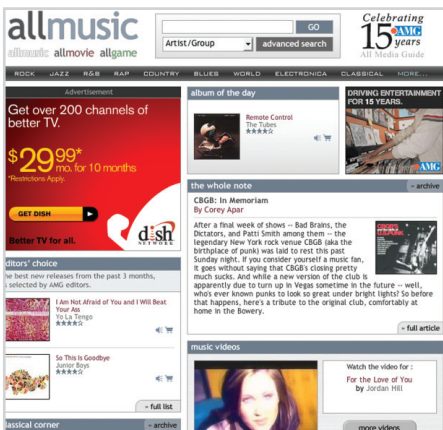 allmusic
allmusic allmovie allgame
GO
Artist/Group
advanced search
Celebrating
15 AMG years
All Media Guide
ROCK JAZZ R&B RAP COUNTRY BLUES WORLD ELECTRONICA CLASSICAL MORE...
Advertisement
Get over 200 channels of
better TV.
$29.99*
mo. for 10 months
*Restrictions Apply.
GET DISH
Better TV for all.
dish
NETWORK
ditors' choice
he best new releases from the past 3 months,
s selected by AMG editors.
I Am Not Afraid of You and I Will Beat
Your Ass
Yo La Tengo
So This Is Goodbye
Junior Boys
» full list
lassical corner
» archive
album of the day
Remote Control
The Tubes
DRIVING ENTERTAINMENT
FOR 15 YEARS.
AMG
the whole note
» archive
CBGB: In Memoriam
By Corey Apar
After a final week of shows -- Bad Brains, the
Dictators, and Patti Smith among them -- the
legendary New York rock venue CBGB (aka the
birthplace of punk) was laid to rest this past
Sunday night. If you consider yourself a music fan,
it goes without saying that CBGB's closing pretty
much sucks. And while a new version of the club is
apparently due to turn up in Vegas sometime in the future -- well,
who's ever known punks to look so great under bright lights? So before
that happens, here's a tribute to the original club, comfortably at
home in the Bowery.
» full article
music videos
Watch the video for :
For the Love of You
by Jordan Hill
more videos